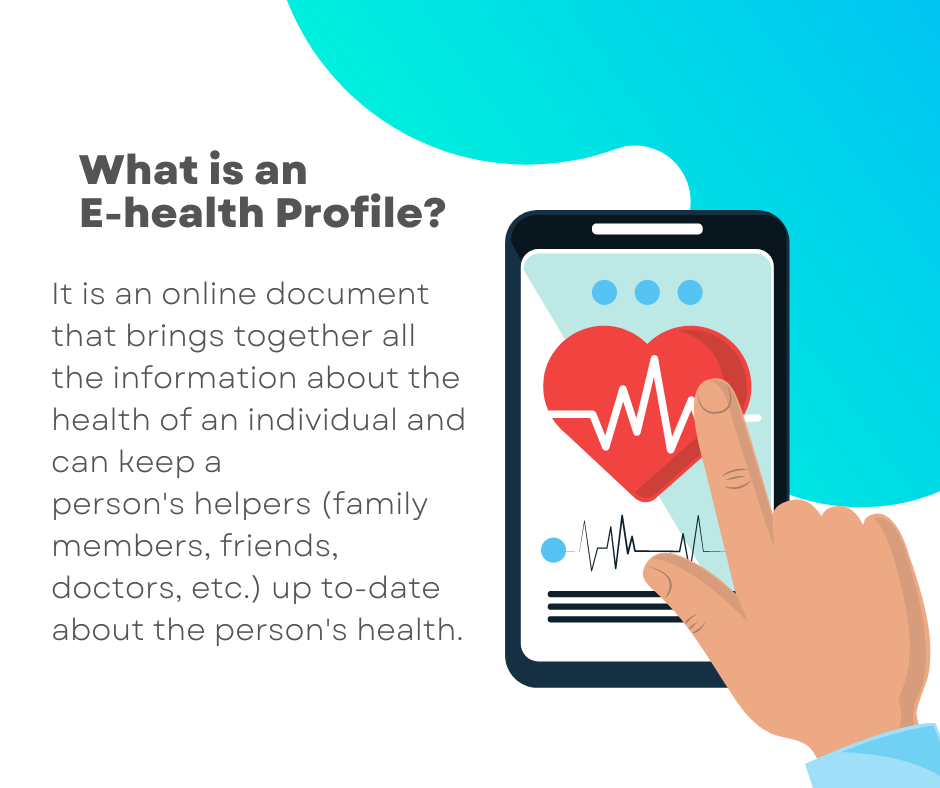 What is an
E-health Profile?
It is an online document
that brings together all
the information about the
health of an individual and
can keep a
person's helpers (family
members, friends,
doctors, etc.) up to-date
about the person's health.